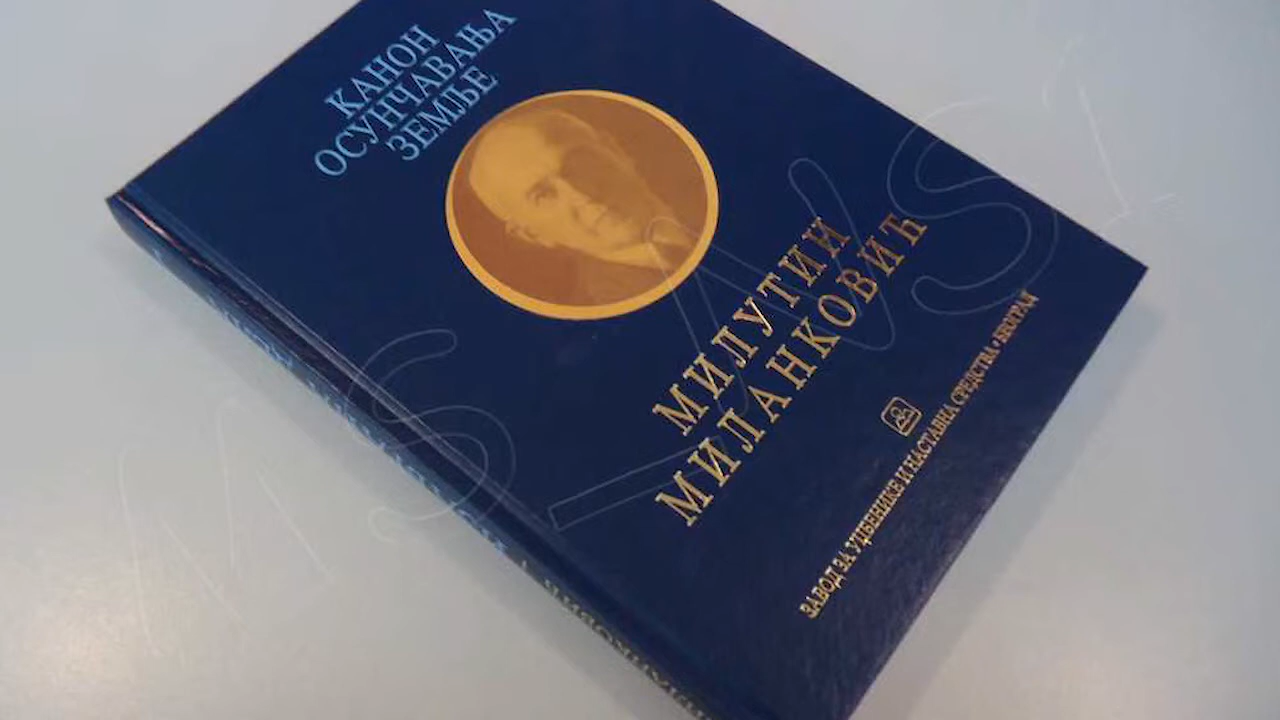 КАНОН
ОСУНЧАВАЊА
ЗЕМЉЕ
МИЛУТИН
МИЛАНКОВИЋ
ЗАВОД ЗА УЏБЕНИКЕ И НАСТАВНА СРЕДСТВА • БЕОГРАД